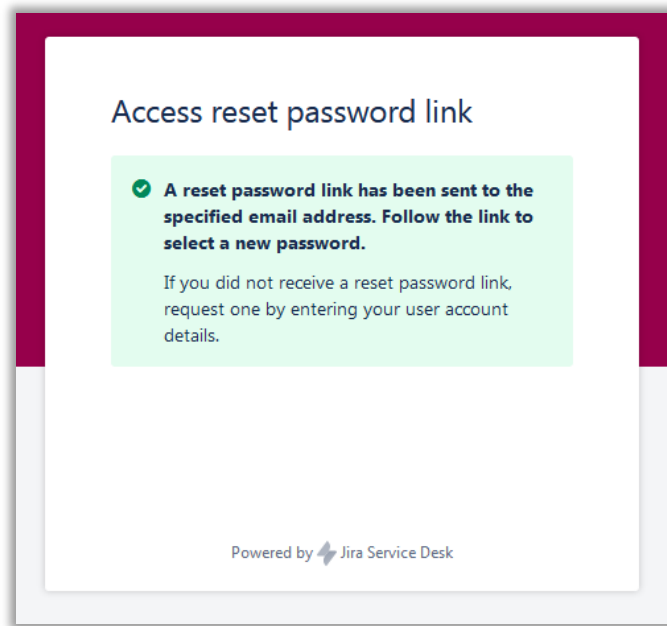 Access reset password link
A reset password link has been sent to the
specified email address. Follow the link to
select a new password.
If you did not receive a reset password link,
request one by entering your user account
details.
Powered by Jira Service Desk